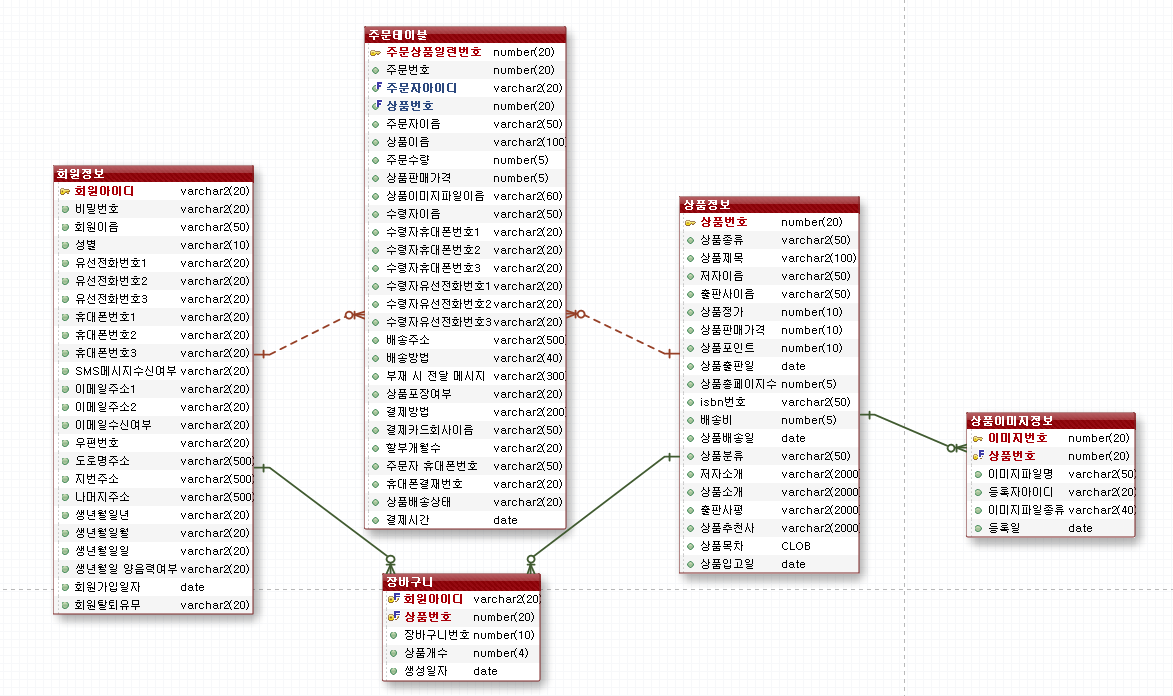 주문테이블
주문상품일련번호 number(20)
주문번호 number(20)
주문자아이디 varchar2(20)
상품번호 number(20)
주문자이름 varchar2(50)
상품이름 varchar2(100
주문수량 number(5)
상품판매가격 number(5)
상품이미지파일이름 varchar2(60)
수령자이름 varchar2(50)
수령자휴대폰번호1 varchar2(20)
수령자휴대폰번호2 varchar2(20)
수령자휴대폰번호3 varchar2(20)
수령자유선전화번호1 varchar2(20)
수령자유선전화번호2 varchar2(20)
수령자유선전화번호3 varchar2(20)
배송주소 varchar2(500
배송방법 varchar2(40)
부재 시 전달 메시지 varchar2(300
상품포장여부 varchar2(20)
결제방법 varchar2(200
결제카드회사이름 varchar2(50)
할부개월수 varchar2(20)
주문자 휴대폰번호 varchar2(50)
휴대폰결재번호 varchar2(20)
상품배송상태 varchar2(20)
결제시간 date
회원정보
회원아이디 varchar2(20)
비밀번호 varchar2(20)
회원이름 varchar2(50)
성별 varchar2(10)
유선전화번호1 varchar2(20)
유선전화번호2 varchar2(20)
유선전화번호3 varchar2(20)
휴대폰번호1 varchar2(20)
휴대폰번호2 varchar2(20)
휴대폰번호3 varchar2(20)
SMS메시지수신여부 varchar2(20)
이메일주소1 varchar2(20)
이메일주소2 varchar2(20)
이메일수신여부 varchar2(20)
우편번호 varchar2(20)
도로명주소 varchar2(500
지번주소 varchar2(500
나머지주소 varchar2(500
생년월일년 varchar2(20)
생년월일월 varchar2(20)
생년월일일 varchar2(20)
생년월일 양음력여부 varchar2(20)
회원가입일자 date
회원탈퇴유무 varchar2(20)
상품정보
상품번호 number(20)
상품종류 varchar2(50)
상품제목 varchar2(100)
저자이름 varchar2(50)
출판사이름 varchar2(50)
상품정가 number(10)
상품판매가격 number(10)
상품포인트 number(10)
상품출판일 date
상품총페이지수 number(5)
isbn번호 varchar2(50)
배송비 number(5)
상품배송일 date
상품분류 varchar2(50)
저자소개 varchar2(2000
상품소개 varchar2(2000
출판사평 varchar2(2000
상품추천사 varchar2(2000
상품목차 CLOB
상품입고일 date
상품이미지정보
이미지번호 number(20)
상품번호 number(20)
이미지파일명 varchar2(50)
등록자아이디 varchar2(20)
이미지파일종류 varchar2(40)
등록일 date
장바구니
회원아이디 varchar2(20)
상품번호 number(20)
장바구니번호 number(10)
상품개수 number(4)
생성일자 date